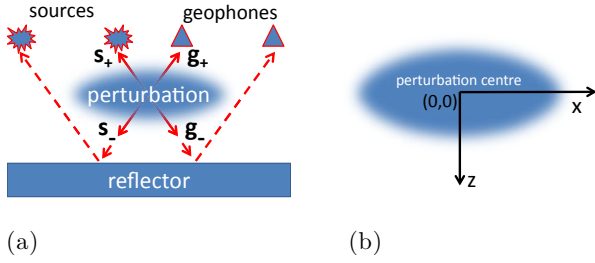 sources geophones
s+ g+
perturbation
s- g-
reflector
(a)
perturbation centre
(0,0)
x
z
(b)